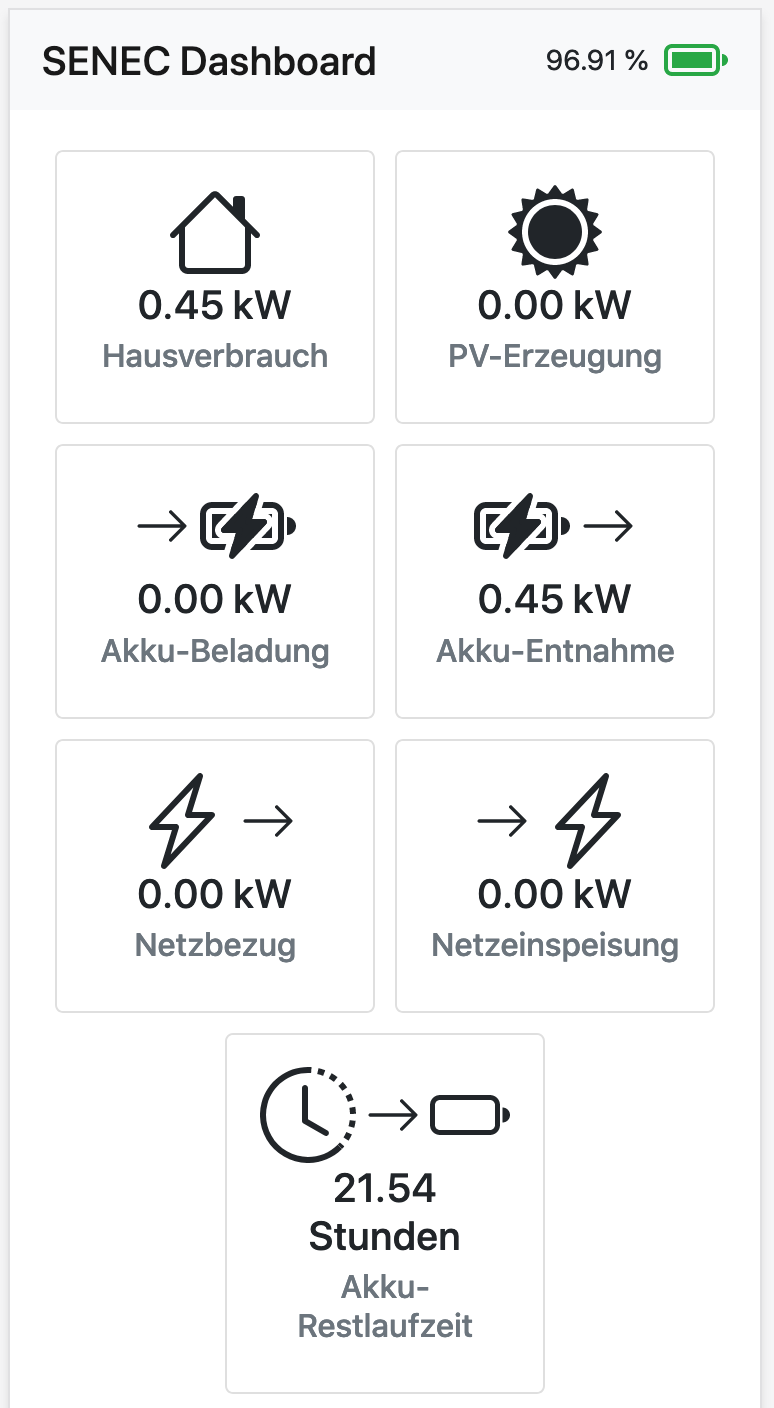 SENEC Dashboard 96.91 %
0.45 kW
Hausverbrauch
0.00 kW
PV-Erzeugung
0.00 kW
Akku-Beladung
0.45 kW
Akku-Entnahme
0.00 kW
Netzbezug
0.00 kW
Netzeinspeisung
21.54
Stunden
Akku-
Restlaufzeit